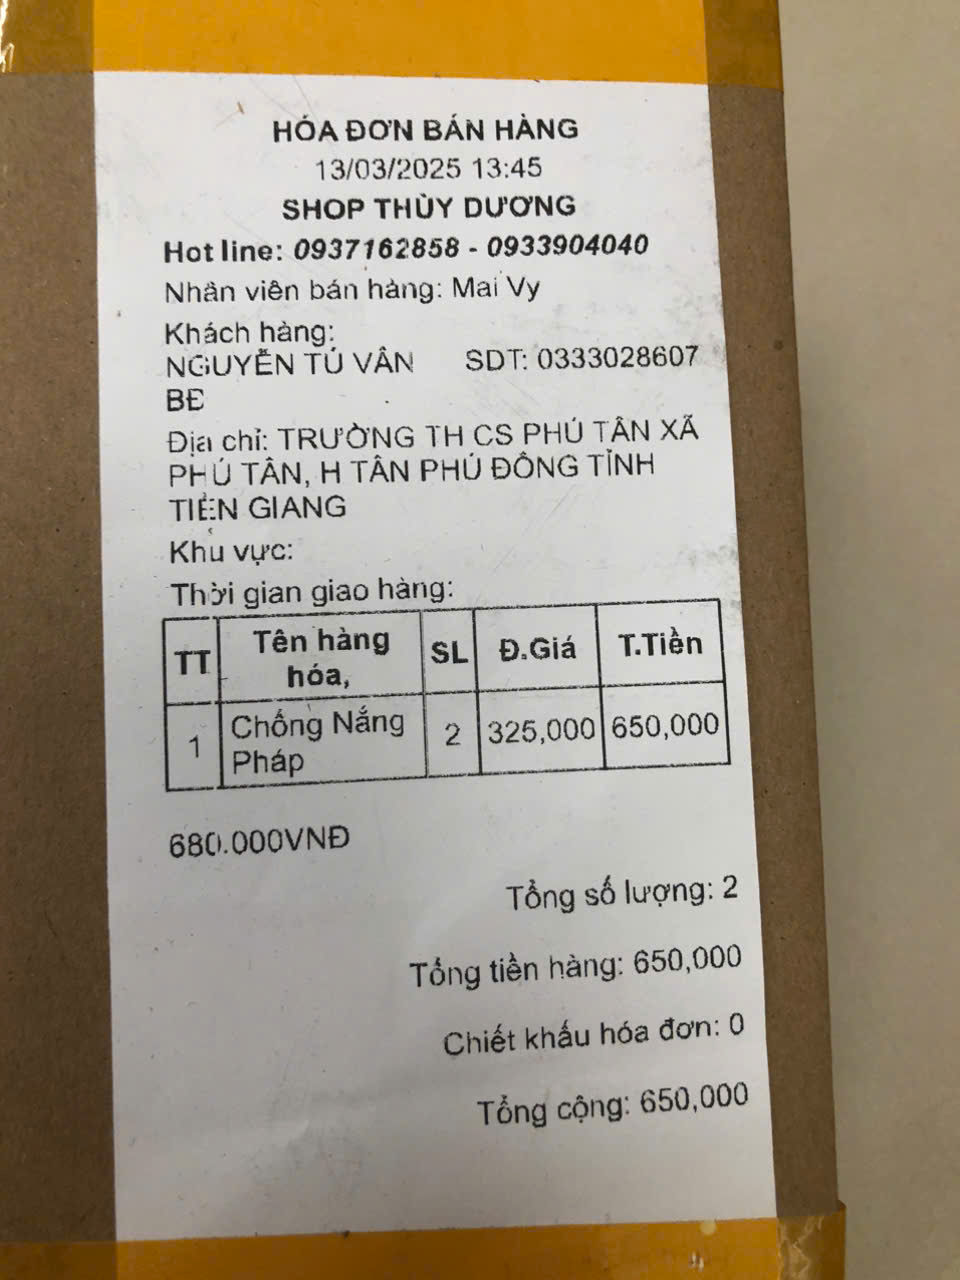 HÓA ĐƠN BÁN HÀNG
13/03/2025 13:45
SHOP THÙY DƯƠNG
Hot line: 0937162858 - 0933904040
Nhân viên bán hàng: Mai Vy
Khách hàng:
NGUYỄN TÚ VÂN SDT: 0333028607
BÉ
Địa chỉ: TRƯỜNG TH CS PHÚ TÂN XÃ
PHÚ TÂN, H TÂN PHÚ ĐÔNG TỈNH
TIỀN GIANG
Khu vực:
Thời gian giao hàng:
TT Tên hàng hóa, SL Đ.Giá T.Tiền
1 Chống Nắng Pháp 2 325,000 650,000
680.000VNĐ
Tổng số lượng: 2
Tổng tiền hàng: 650,000
Chiết khấu hóa đơn: 0
Tổng cộng: 650,000